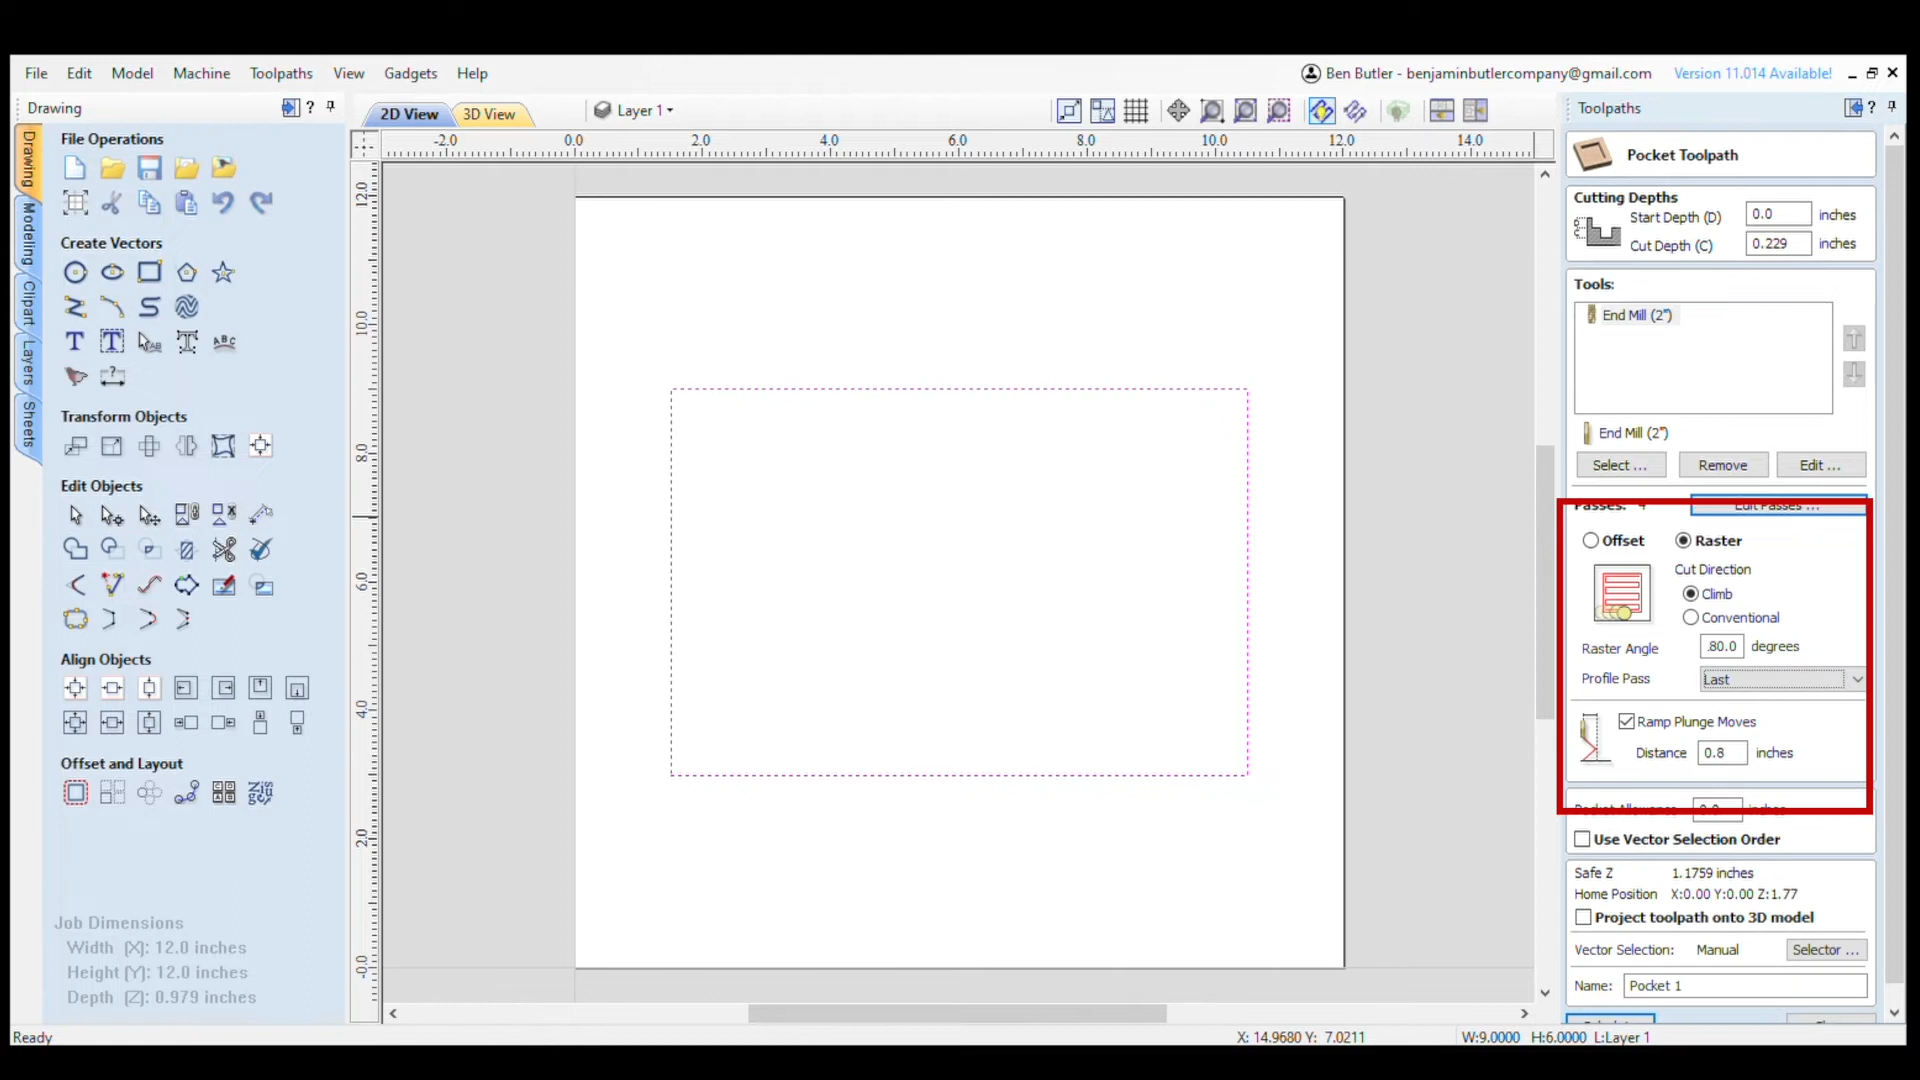 File Edit Model Machine Toolpaths View Gadgets Help
Ben Butler - benjaminbutlercompany@gmail.com Version 11.014 Available!
Drawing
2D View 3D View Layer 1
Toolpaths
Drawing
Modeling
Clipart
Layers
Sheets
File Operations
Create Vectors
Transform Objects
Edit Objects
Align Objects
Offset and Layout
Job Dimensions
Width (X): 12.0 inches
Height (Y): 12.0 inches
Depth (Z): 0.979 inches
-2.0 0.0 2.0 4.0 6.0 8.0 10.0 12.0 14.0
12.0
10.0
8.0
6.0
4.0
2.0
-0.0
Pocket Toolpath
Cutting Depths
Start Depth (D) 0.0 inches
Cut Depth (C) 0.229 inches
Tools:
End Mill (2")
End Mill (2")
Select ... Remove Edit ...
Passes: 4 Edit Passes ...
Offset Raster
Cut Direction
Climb
Conventional
Raster Angle 80.0 degrees
Profile Pass Last
Ramp Plunge Moves
Distance 0.8 inches
Pocket Allowance 0.0 inches
Use Vector Selection Order
Safe Z 1.1759 inches
Home Position X:0.00 Y:0.00 Z:1.77
Project toolpath onto 3D model
Vector Selection: Manual Selector ...
Name: Pocket 1
Ready
X: 14.9680 Y: 7.0211 W:9.0000 H:6.0000 L:Layer 1